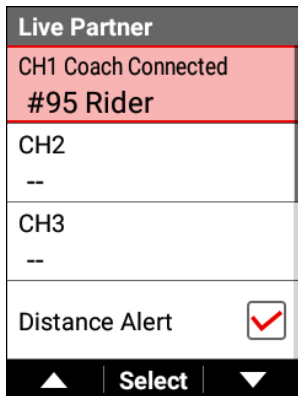 Live Partner
CH1 Coach Connected
#95 Rider
CH2
--
CH3
--
Distance Alert
Select